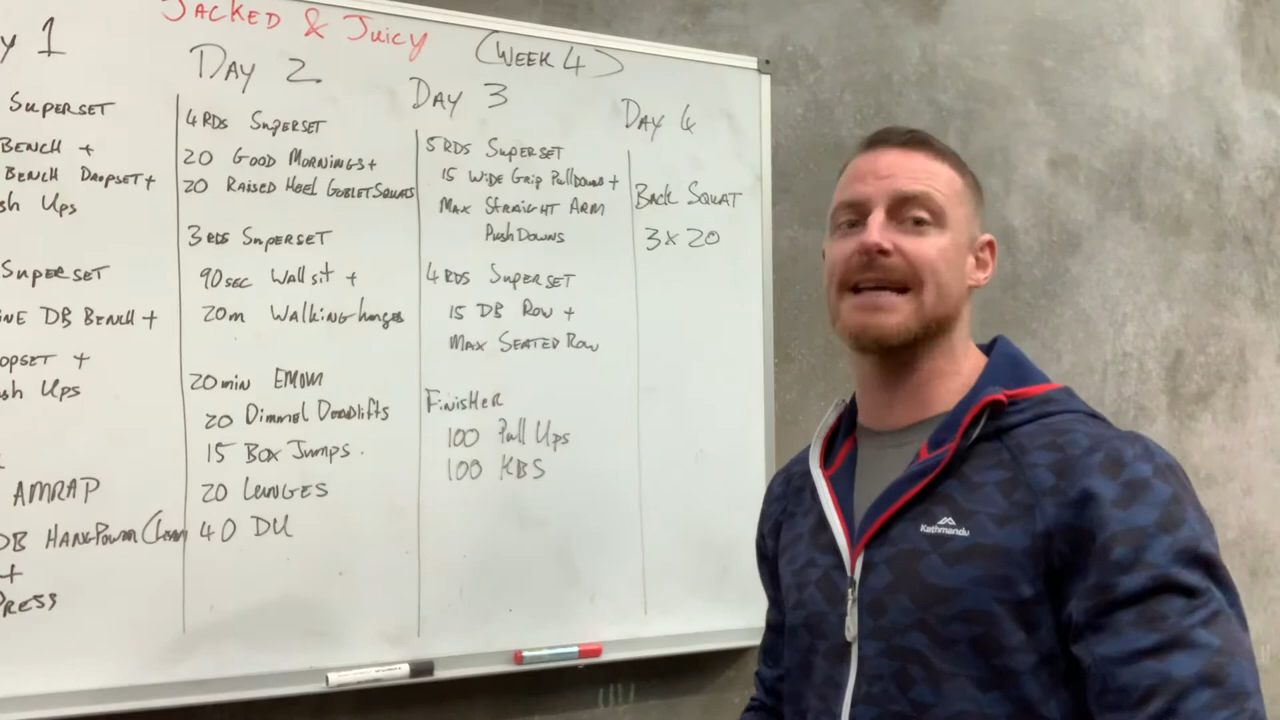 JACKED & JUICY
(WEEK 4)
y 1
SUPERSET
BENCH +
BENCH DROPSET +
sh Ups
SUPERSET
INE DB BENCH +
OPSET +
sh Ups
AMRAP
DB HANG POWER Clean
+
PRESS
DAY 2
4 RDS SUPERSET
20 GOOD MORNINGS +
20 RAISED HEEL GOBLET SQUATS
3 RDS SUPERSET
90 SEC Wall sit +
20m Walking lunges
20 min EMOM
20 Dimmel Deadlifts
15 BOX JUMPS.
20 LUNGES
40 DU
DAY 3
5 RDS SUPERSET
15 Wide Grip PullDowns +
MAX STRAIGHT ARM
PushDowns
4 RDS SUPERSET
15 DB Row +
MAX SEATED ROW
FINISHER
100 Pull Ups
100 KBS
DAY 4
BACK SQUAT
3 x 20
Kathmandu